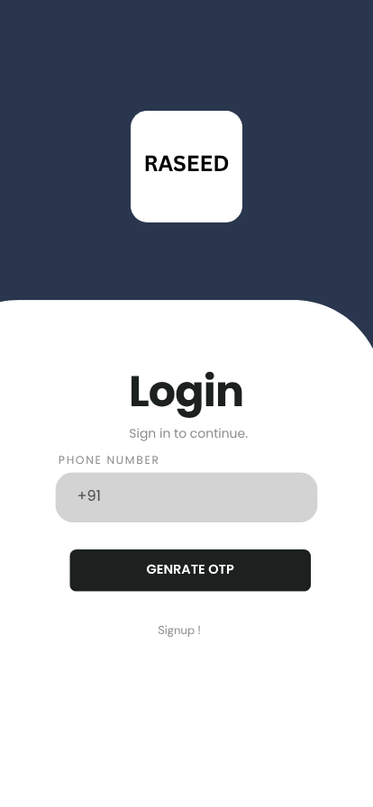 RASEED
Login
Sign in to continue.
PHONE NUMBER
+91
GENRATE OTP
Signup !